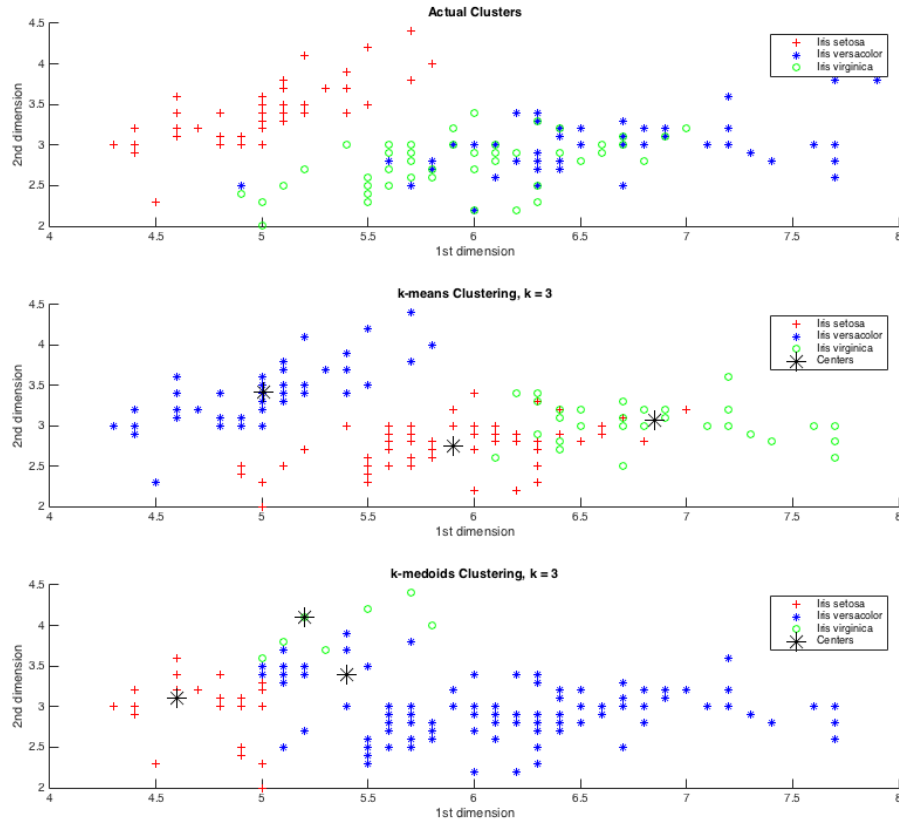 Actual Clusters
Iris setosa
Iris versacolor
Iris virginica
4.5
4
3.5
3
2.5
2
2nd dimension
4 4.5 5 5.5 6 6.5 7 7.5 8
1st dimension
k-means Clustering, k = 3
Iris setosa
Iris versacolor
Iris virginica
Centers
4.5
4
3.5
3
2.5
2
2nd dimension
4 4.5 5 5.5 6 6.5 7 7.5 8
1st dimension
k-medoids Clustering, k = 3
Iris setosa
Iris versacolor
Iris virginica
Centers
4.5
4
3.5
3
2.5
2
2nd dimension
4 4.5 5 5.5 6 6.5 7 7.5 8
1st dimension